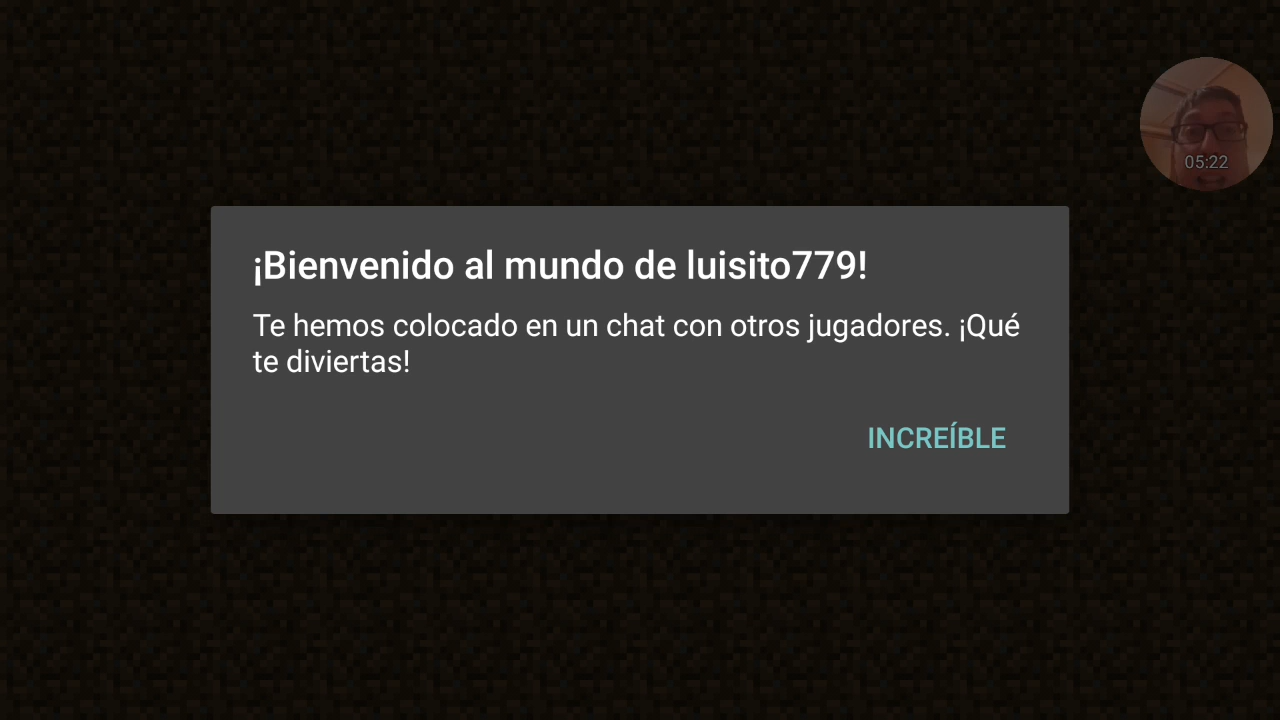 05:22
¡Bienvenido al mundo de luisito779!
Te hemos colocado en un chat con otros jugadores. ¡Qué
te diviertas!
INCREÍBLE